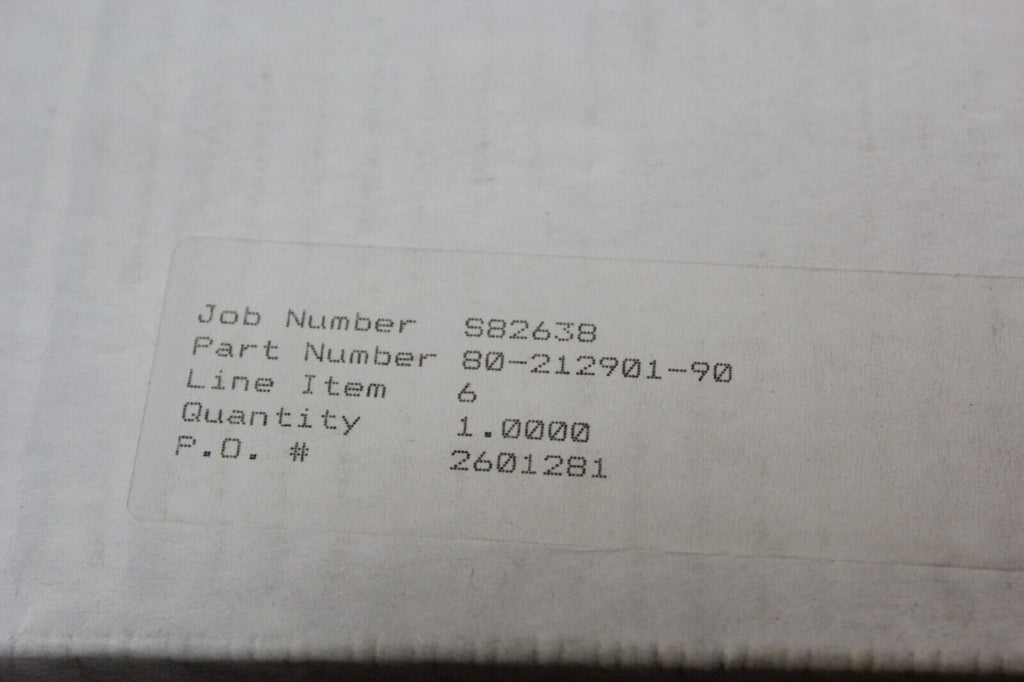 Job Number S82638
Part Number 80-212901-90
Line Item 6
Quantity 1.0000
P.O. # 2601281